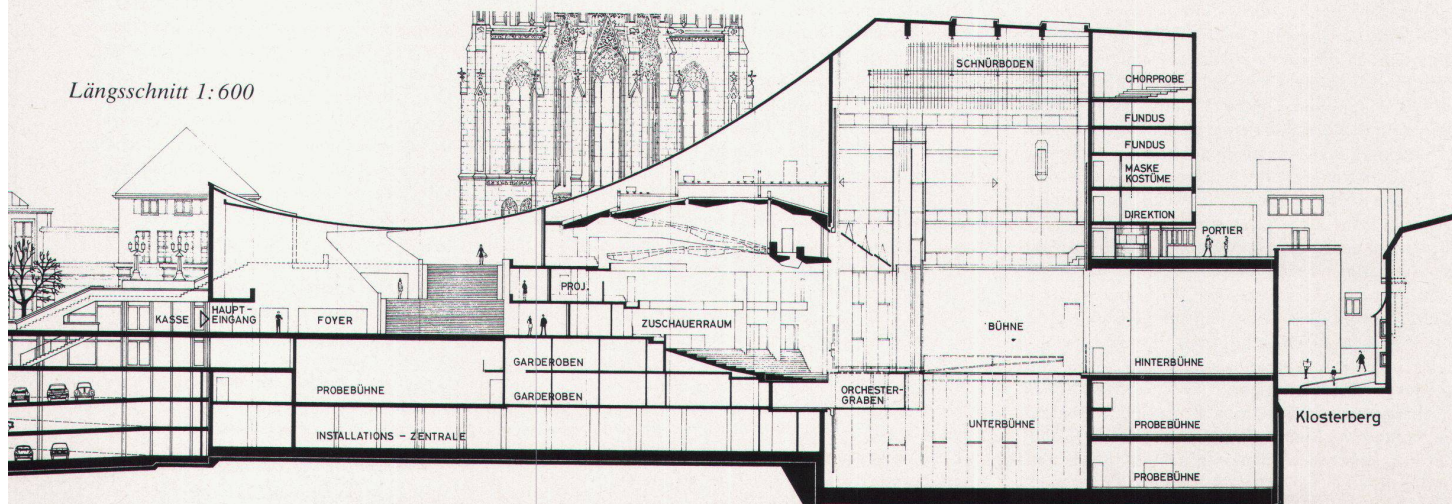 Längsschnitt 1:600
SCHNÜRBODEN
CHORPROBE
FUNDUS
FUNDUS
MASKE
KOSTÜME
DIREKTION
PORTIER
PROJ.
KASSE
HAUPT-
EINGANG
FOYER
ZUSCHAUERRAUM
BÜHNE
GARDEROBEN
HINTERBÜHNE
PROBEBÜHNE
GARDEROBEN
ORCHESTER-
GRABEN
Klosterberg
INSTALLATIONS - ZENTRALE
UNTERBÜHNE
PROBEBÜHNE
PROBEBÜHNE